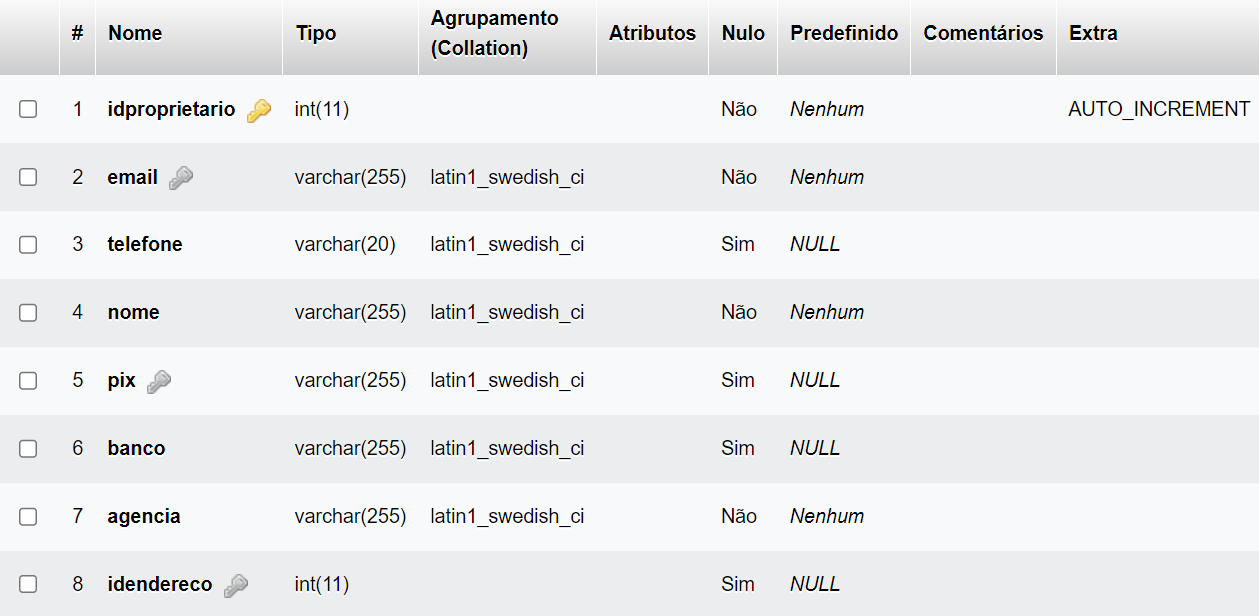 # Nome Tipo Agrupamento (Collation) Atributos Nulo Predefinido Comentários Extra
1 idproprietario int(11) Não Nenhum AUTO_INCREMENT
2 email varchar(255) latin1_swedish_ci Não Nenhum
3 telefone varchar(20) latin1_swedish_ci Sim NULL
4 nome varchar(255) latin1_swedish_ci Não Nenhum
5 pix varchar(255) latin1_swedish_ci Sim NULL
6 banco varchar(255) latin1_swedish_ci Sim NULL
7 agencia varchar(255) latin1_swedish_ci Não Nenhum
8 idendereco int(11) Sim NULL